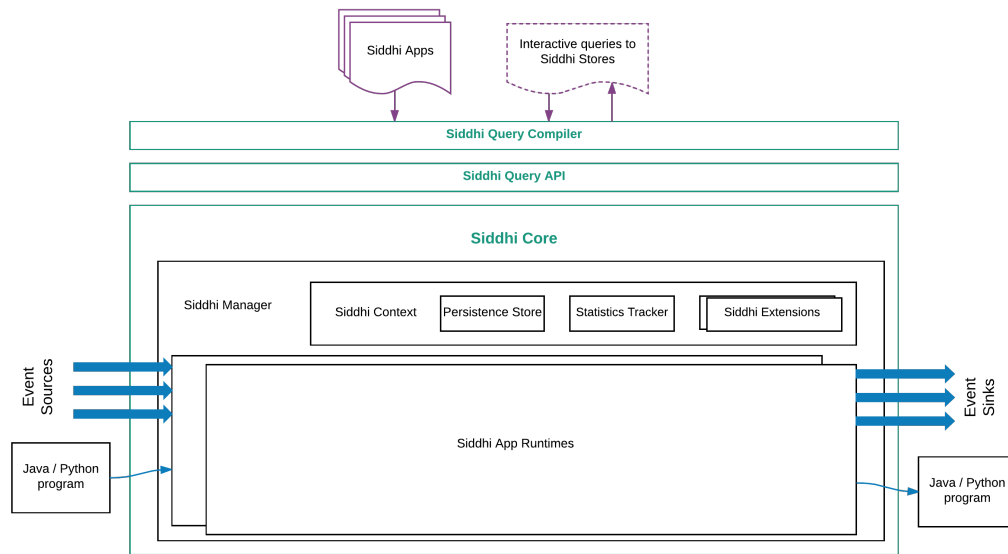 Siddhi Apps
Interactive queries to
Siddhi Stores
Siddhi Query Compiler
Siddhi Query API
Siddhi Core
Siddhi Manager
Siddhi Context
Persistence Store
Statistics Tracker
Siddhi Extensions
Event
Sources
Siddhi App Runtimes
Event
Sinks
Java / Python
program
Java / Python
program